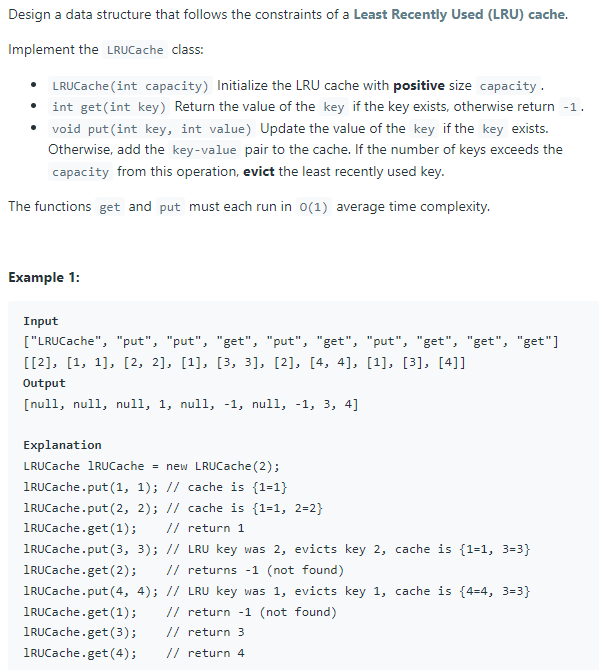 Design a data structure that follows the constraints of a Least Recently Used (LRU) cache.
Implement the LRUCache class:
• LRUCache(int capacity) Initialize the LRU cache with positive size capacity.
• int get(int key) Return the value of the key if the key exists, otherwise return -1.
• void put(int key, int value) Update the value of the key if the key exists.
Otherwise, add the key-value pair to the cache. If the number of keys exceeds the
capacity from this operation, evict the least recently used key.
The functions get and put must each run in O(1) average time complexity.
Example 1:
Input
["LRUCache", "put", "put", "get", "put", "get", "put", "get", "get", "get"]
[[2], [1, 1], [2, 2], [1], [3, 3], [2], [4, 4], [1], [3], [4]]
Output
[null, null, null, 1, null, -1, null, -1, 3, 4]
Explanation
LRUCache lRUCache = new LRUCache(2);
lRUCache.put(1, 1); // cache is {1=1}
lRUCache.put(2, 2); // cache is {1=1, 2=2}
lRUCache.get(1);    // return 1
lRUCache.put(3, 3); // LRU key was 2, evicts key 2, cache is {1=1, 3=3}
lRUCache.get(2);    // returns -1 (not found)
lRUCache.put(4, 4); // LRU key was 1, evicts key 1, cache is {4=4, 3=3}
lRUCache.get(1);    // return -1 (not found)
lRUCache.get(3);    // return 3
lRUCache.get(4);    // return 4